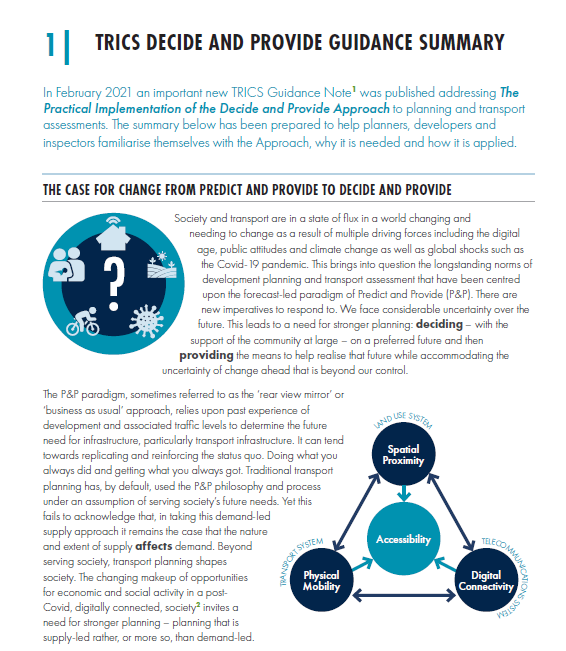 1| TRICS DECIDE AND PROVIDE GUIDANCE SUMMARY
In February 2021 an important new TRICS Guidance Note1 was published addressing The
Practical Implementation of the Decide and Provide Approach to planning and transport
assessments. The summary below has been prepared to help planners, developers and
inspectors familiarise themselves with the Approach, why it is needed and how it is applied.
THE CASE FOR CHANGE FROM PREDICT AND PROVIDE TO DECIDE AND PROVIDE
?
Society and transport are in a state of flux in a world changing and
needing to change as a result of multiple driving forces including the digital
age, public attitudes and climate change as well as global shocks such as
the Covid-19 pandemic. This brings into question the longstanding norms of
development planning and transport assessment that have been centred
upon the forecast-led paradigm of Predict and Provide (P&P). There are
new imperatives to respond to. We face considerable uncertainty over the
future. This leads to a need for stronger planning: deciding – with the
support of the community at large – on a preferred future and then
providing the means to help realise that future while accommodating the
uncertainty of change ahead that is beyond our control.
The P&P paradigm, sometimes referred to as the 'rear view mirror' or
'business as usual' approach, relies upon past experience of
development and associated traffic levels to determine the future
need for infrastructure, particularly transport infrastructure. It can tend
towards replicating and reinforcing the status quo. Doing what you
always did and getting what you always got. Traditional transport
planning has, by default, used the P&P philosophy and process
under an assumption of serving society's future needs. Yet this
fails to acknowledge that, in taking this demand-led
supply approach it remains the case that the nature
and extent of supply affects demand. Beyond
serving society, transport planning shapes
society. The changing makeup of opportunities
for economic and social activity in a post-
Covid, digitally connected, society2 invites a
need for stronger planning – planning that is
supply-led rather, or more so, than demand-led.
LAND USE SYSTEM
Spatial
Proximity
Accessibility
TRANSPORT SYSTEM
Physical
Mobility
TELECOMMUNICATIONS SYSTEM
Digital
Connectivity